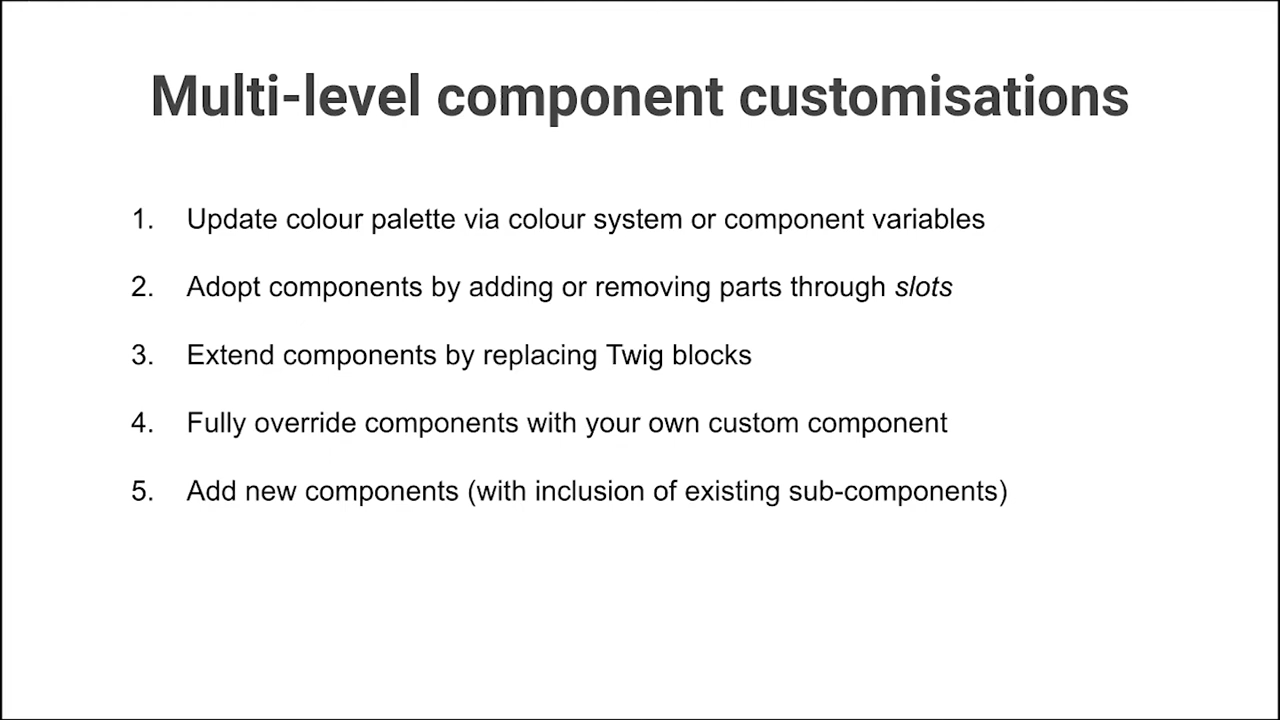 Multi-level component customisations
1. Update colour palette via colour system or component variables
2. Adopt components by adding or removing parts through slots
3. Extend components by replacing Twig blocks
4. Fully override components with your own custom component
5. Add new components (with inclusion of existing sub-components)